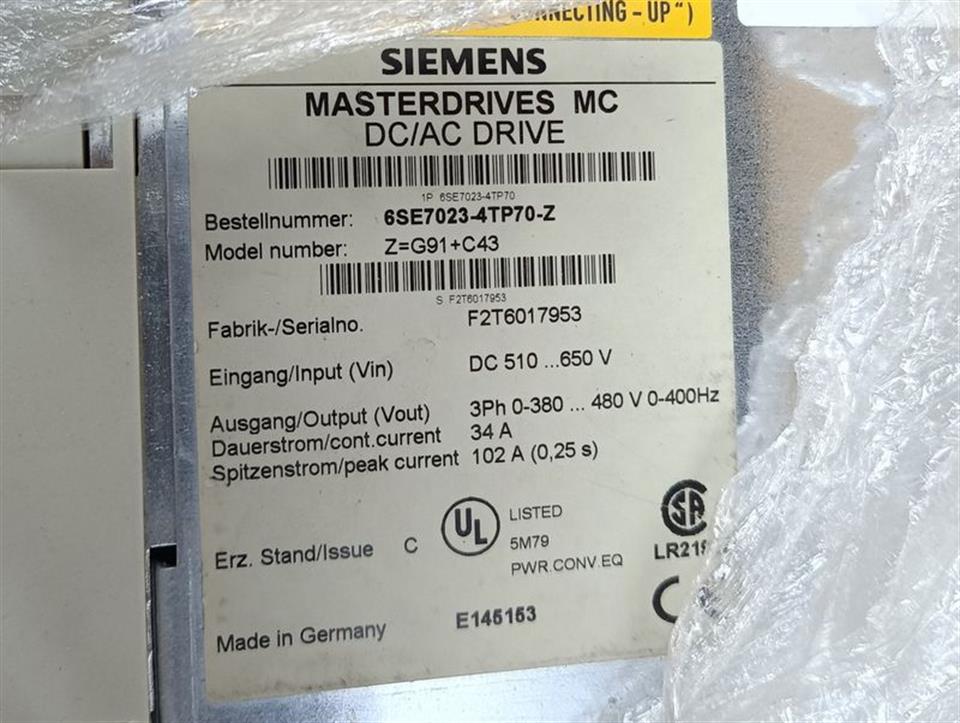 CONNECTING - UP “)
SIEMENS
MASTERDRIVES MC
DC/AC DRIVE
1P 6SE7023-4TP70
Bestellnummer: 6SE7023-4TP70-Z
Model number: Z=G91+C43
S F2T6017953
Fabrik-/Serialno. F2T6017953
Eingang/Input (Vin) DC 510 ...650 V
Ausgang/Output (Vout) 3Ph 0-380 ... 480 V 0-400Hz
Dauerstrom/cont.current 34 A
Spitzenstrom/peak current 102 A (0,25 s)
Erz. Stand/Issue C UL LISTED SA
5M79 LR219
PWR.CONV.EQ
Made in Germany E145153 C